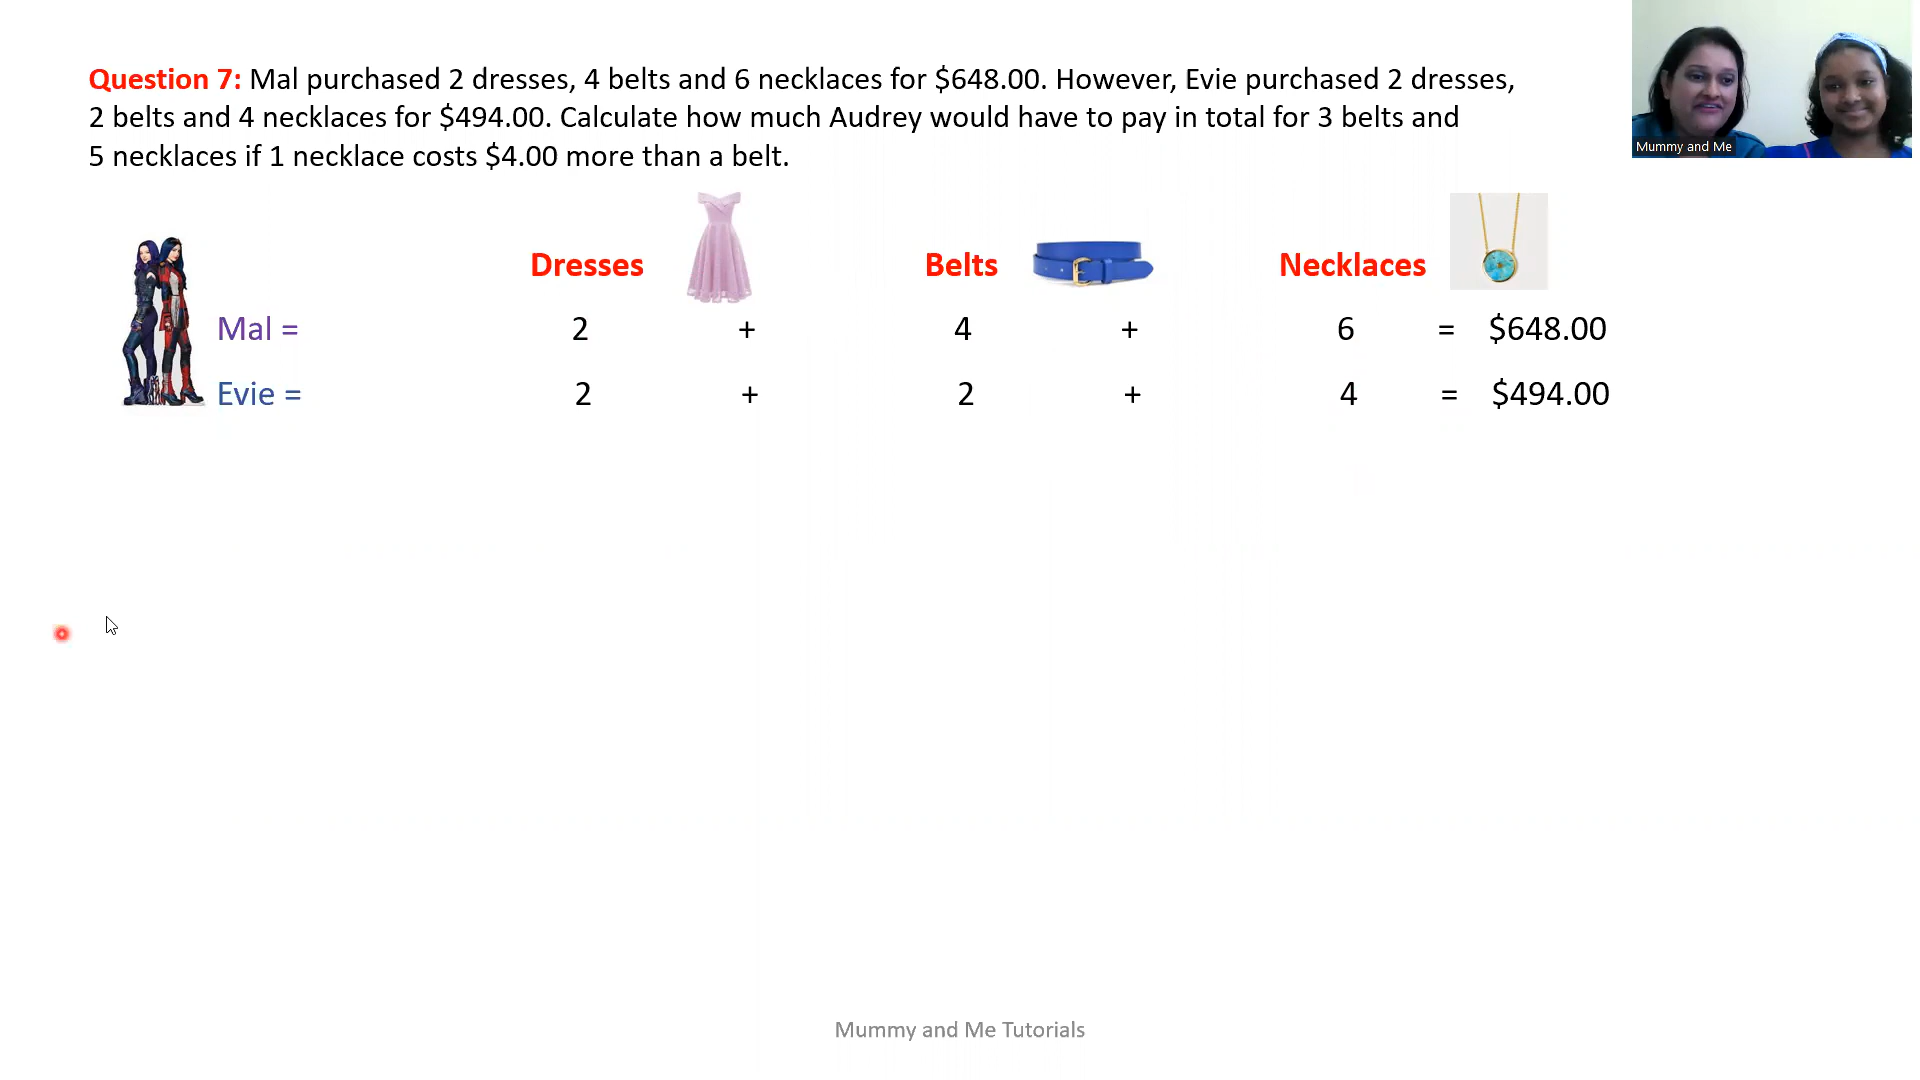 Question 7: Mal purchased 2 dresses, 4 belts and 6 necklaces for $648.00. However, Evie purchased 2 dresses,
2 belts and 4 necklaces for $494.00. Calculate how much Audrey would have to pay in total for 3 belts and
5 necklaces if 1 necklace costs $4.00 more than a belt.
Mummy and Me
Dresses Belts Necklaces
Mal = 2 + 4 + 6 = $648.00
Evie = 2 + 2 + 4 = $494.00
Mummy and Me Tutorials